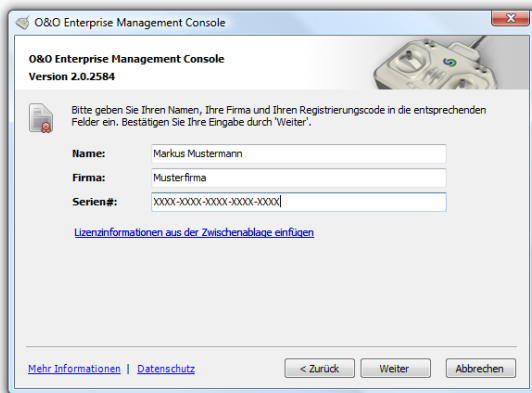 O&O Enterprise Management Console
O&O Enterprise Management Console
Version 2.0.2584
Bitte geben Sie Ihren Namen, Ihre Firma und Ihren Registrierungscode in die entsprechenden
Felder ein. Bestätigen Sie Ihre Eingabe durch 'Weiter'.
Name: Markus Mustermann
Firma: Musterfirma
Serien#: XXXX-XXXX-XXXX-XXXX-XXXX
Lizenzinformationen aus der Zwischenablage einfügen
Mehr Informationen | Datenschutz < Zurück Weiter Abbrechen